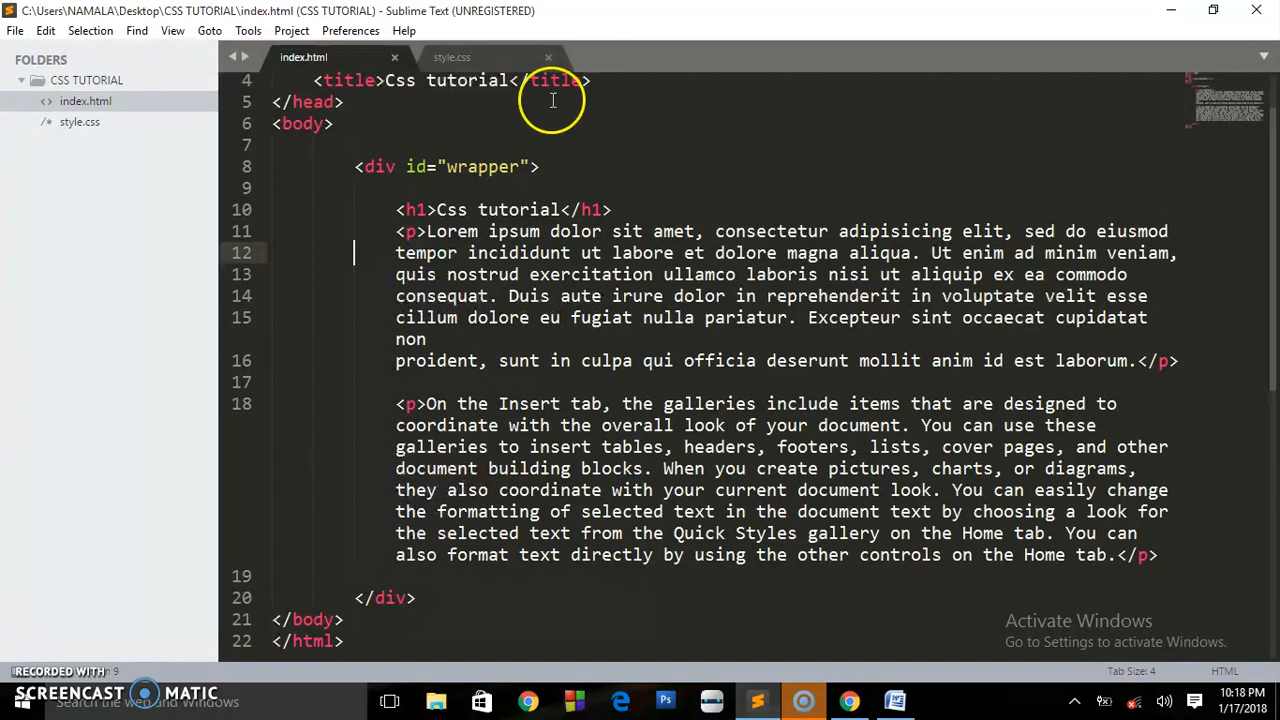 C:\Users\NAMALA\Desktop\CSS TUTORIAL\index.html (CSS TUTORIAL) - Sublime Text (UNREGISTERED)
File Edit Selection Find View Goto Tools Project Preferences Help
FOLDERS
CSS TUTORIAL
<> index.html
/* style.css
index.html × style.css ×
4 <title>Css tutorial</title>
5 </head>
6 <body>
7
8 <div id="wrapper">
9
10 <h1>Css tutorial</h1>
11 <p>Lorem ipsum dolor sit amet, consectetur adipisicing elit, sed do eiusmod
12 tempor incididunt ut labore et dolore magna aliqua. Ut enim ad minim veniam,
13 quis nostrud exercitation ullamco laboris nisi ut aliquip ex ea commodo
14 consequat. Duis aute irure dolor in reprehenderit in voluptate velit esse
15 cillum dolore eu fugiat nulla pariatur. Excepteur sint occaecat cupidatat
non
16 proident, sunt in culpa qui officia deserunt mollit anim id est laborum.</p>
17
18 <p>On the Insert tab, the galleries include items that are designed to
coordinate with the overall look of your document. You can use these
galleries to insert tables, headers, footers, lists, cover pages, and other
document building blocks. When you create pictures, charts, or diagrams,
they also coordinate with your current document look. You can easily change
the formatting of selected text in the document text by choosing a look for
the selected text from the Quick Styles gallery on the Home tab. You can
also format text directly by using the other controls on the Home tab.</p>
19
20 </div>
21 </body>
22 </html>
Activate Windows
Go to Settings to activate Windows.
RECORDED WITH
SCREENCAST MATIC
9
Tab Size: 4 HTML
Search the web and Windows
Ps
10:18 PM
1/17/2018